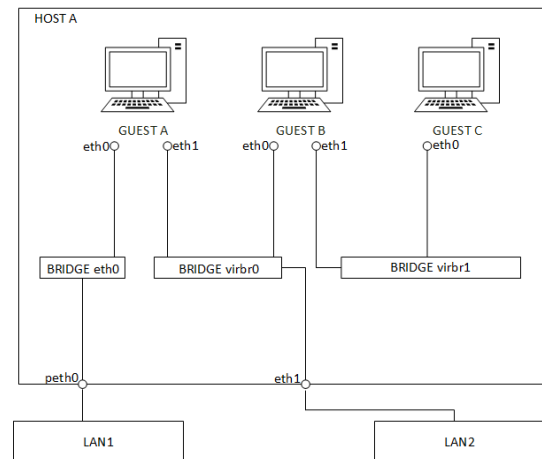 HOST A
GUEST A
GUEST B
GUEST C
eth0
eth1
eth0
eth1
eth0
BRIDGE eth0
BRIDGE virbr0
BRIDGE virbr1
peth0
eth1
LAN1
LAN2